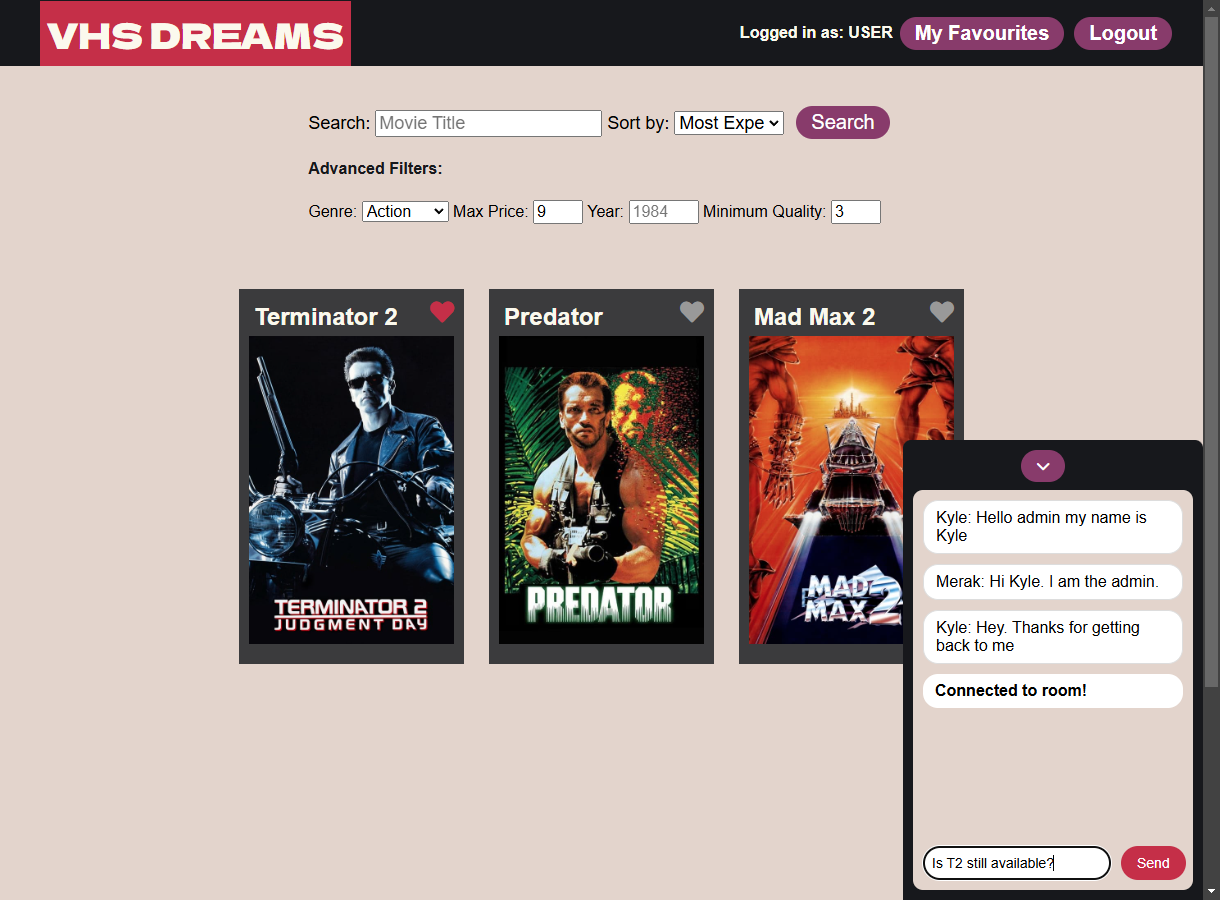 VHS DREAMS
Logged in as: USER
My Favourites
Logout
Search: Movie Title Sort by: Most Expe Search
Advanced Filters:
Genre: Action Max Price: 9 Year: 1984 Minimum Quality: 3
Terminator 2
TERMINATOR 2
JUDGMENT DAY
Predator
PREDATOR
Mad Max 2
MAD
MAX 2
Kyle: Hello admin my name is
Kyle
Merak: Hi Kyle. I am the admin.
Kyle: Hey. Thanks for getting
back to me
Connected to room!
Is T2 still available?
Send